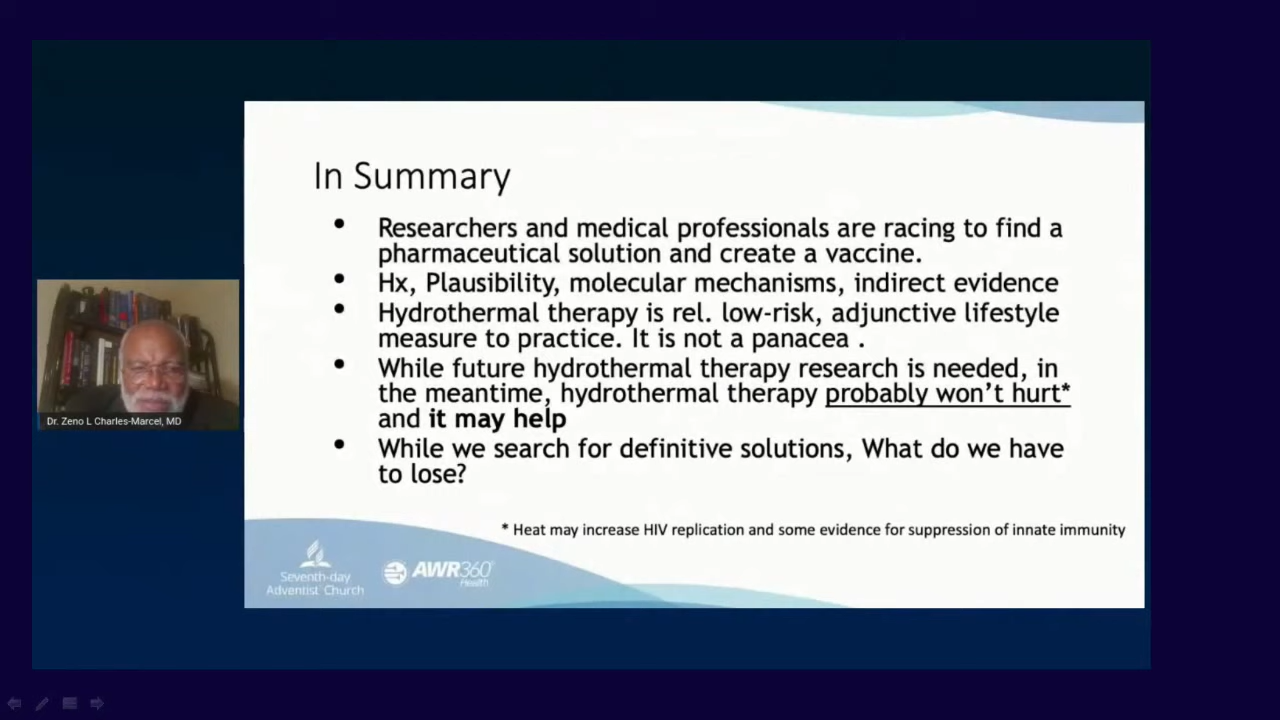 In Summary
• Researchers and medical professionals are racing to find a
pharmaceutical solution and create a vaccine.
• Hx, Plausibility, molecular mechanisms, indirect evidence
• Hydrothermal therapy is rel. low-risk, adjunctive lifestyle
measure to practice. It is not a panacea .
• While future hydrothermal therapy research is needed, in
the meantime, hydrothermal therapy probably won't hurt*
and it may help
• While we search for definitive solutions, What do we have
to lose?
* Heat may increase HIV replication and some evidence for suppression of innate immunity
Seventh-day
Adventist Church
AWR360°
Health
Dr. Zeno L Charles-Marcel, MD